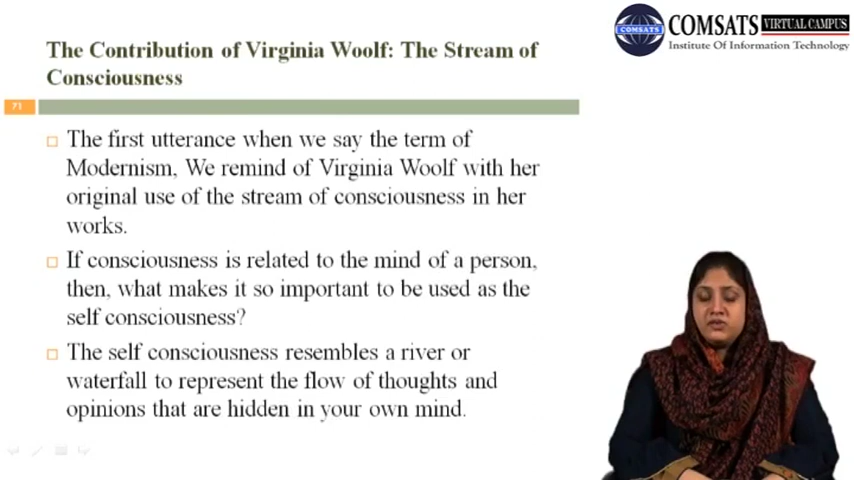 COMSATS VIRTUAL CAMPUS
COMSATS
Institute Of Information Technology
The Contribution of Virginia Woolf: The Stream of
Consciousness
71
The first utterance when we say the term of
Modernism, We remind of Virginia Woolf with her
original use of the stream of consciousness in her
works.
If consciousness is related to the mind of a person,
then, what makes it so important to be used as the
self consciousness?
The self consciousness resembles a river or
waterfall to represent the flow of thoughts and
opinions that are hidden in your own mind.